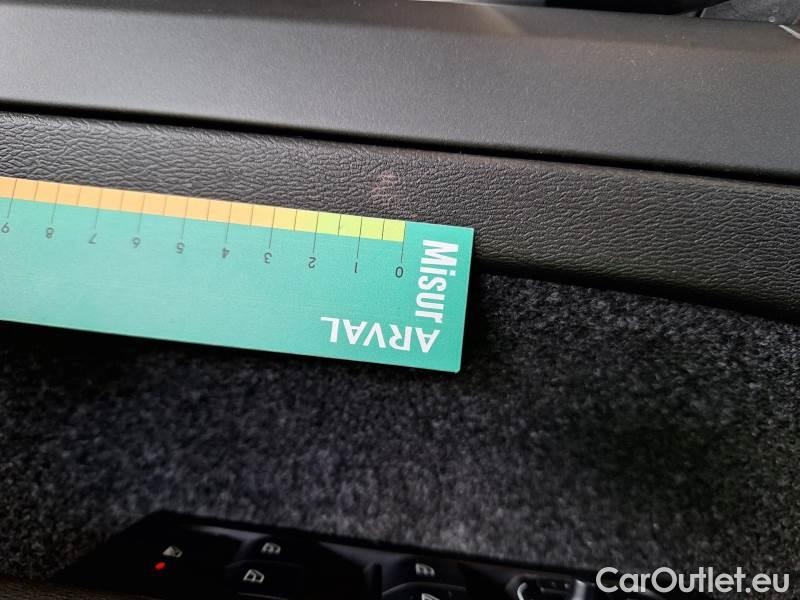 9 8 7 6 5 4 3 2 1 0
Misur
ARVAL
CarOutlet.eu